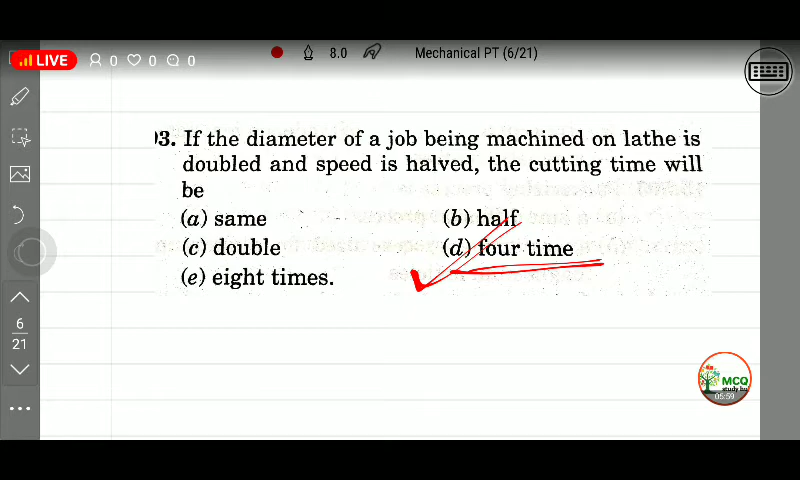 LIVE 0 0 0 8.0 Mechanical PT (6/21)
)3. If the diameter of a job being machined on lathe is
doubled and speed is halved, the cutting time will
be
(a) same (b) half
(c) double (d) four time
(e) eight times.
6
21
MCQ
study by
05:59